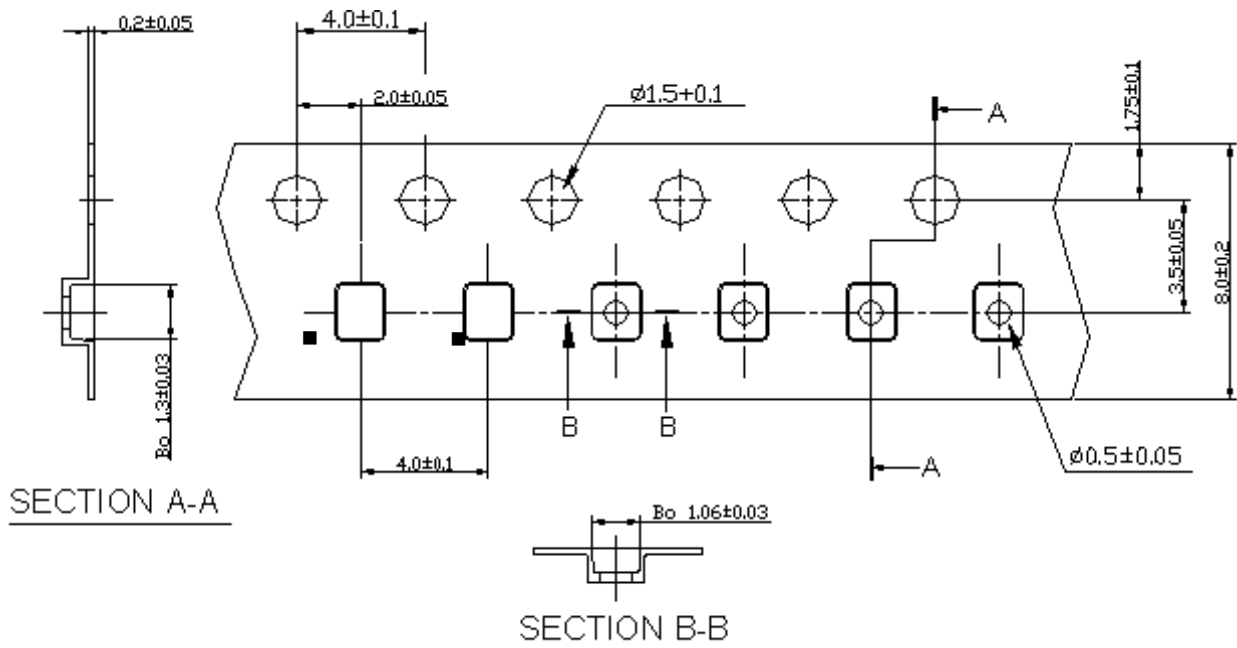 0.2±0.05
4.0±0.1
2.0±0.05
ϕ1.5+0.1
A
1.75±0.1
3.5±0.05
8.0±0.2
Bo 1.3±0.03
B
B
4.0±0.1
A
ϕ0.5±0.05
SECTION A-A
Bo 1.06±0.03
SECTION B-B